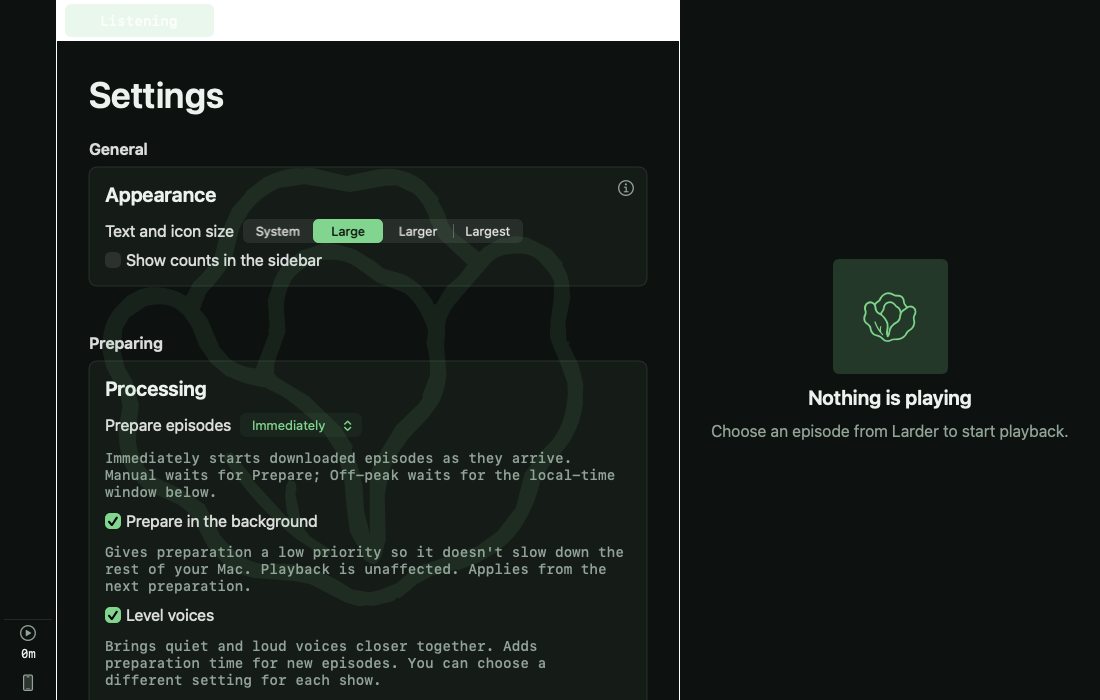 Listening
Settings
General
Appearance
Text and icon size System Large Larger Largest
Show counts in the sidebar
Preparing
Processing
Prepare episodes Immediately
Immediately starts downloaded episodes as they arrive.
Manual waits for Prepare; Off-peak waits for the local-time
window below.
Prepare in the background
Gives preparation a low priority so it doesn't slow down the
rest of your Mac. Playback is unaffected. Applies from the
next preparation.
Level voices
Brings quiet and loud voices closer together. Adds
preparation time for new episodes. You can choose a
different setting for each show.
0m
Nothing is playing
Choose an episode from Larder to start playback.